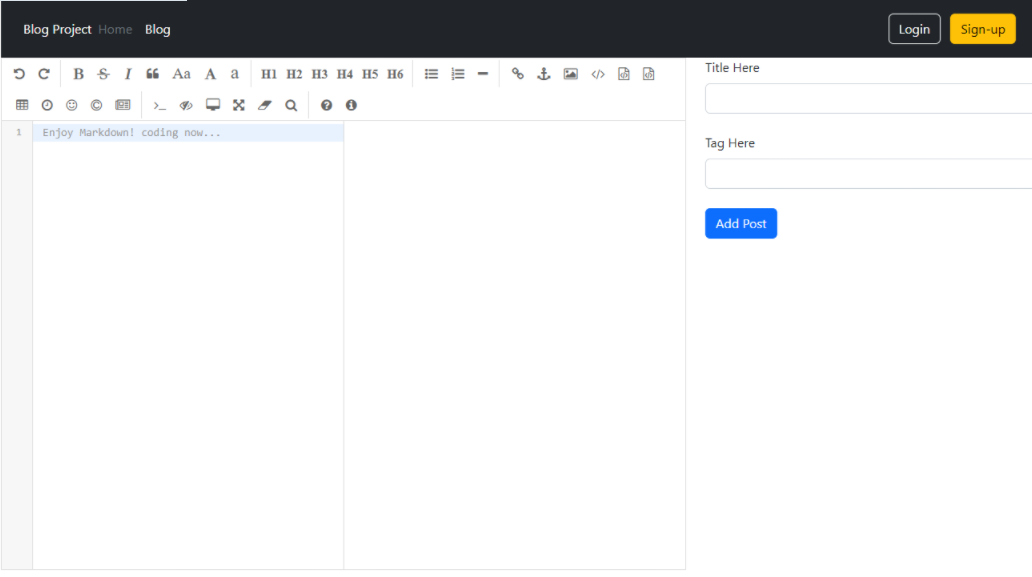 Blog Project Home Blog Login Sign-up
B S I Aa A a H1 H2 H3 H4 H5 H6
1 Enjoy Markdown! coding now...
Title Here
Tag Here
Add Post